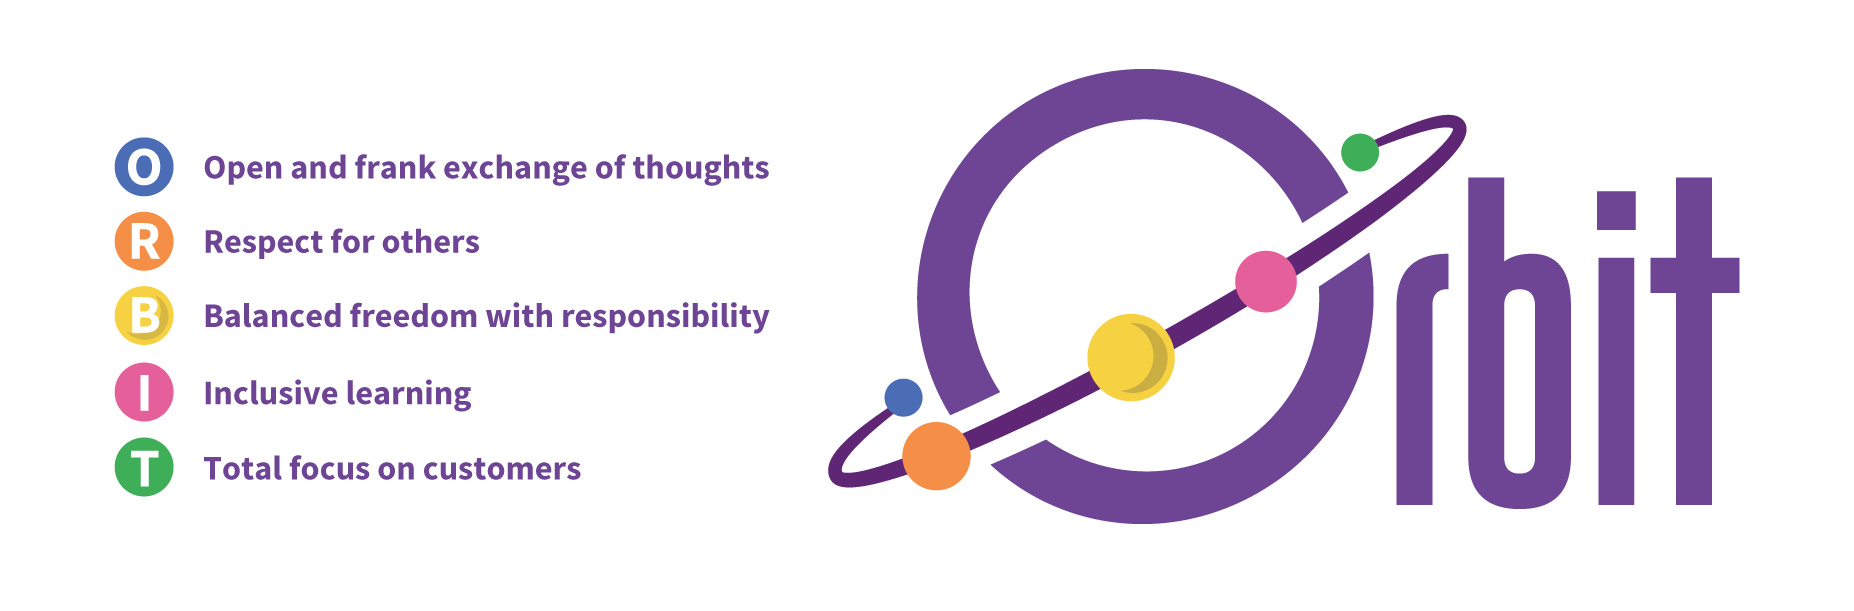 O Open and frank exchange of thoughts
R Respect for others
B Balanced freedom with responsibility
I Inclusive learning
T Total focus on customers
Orbit